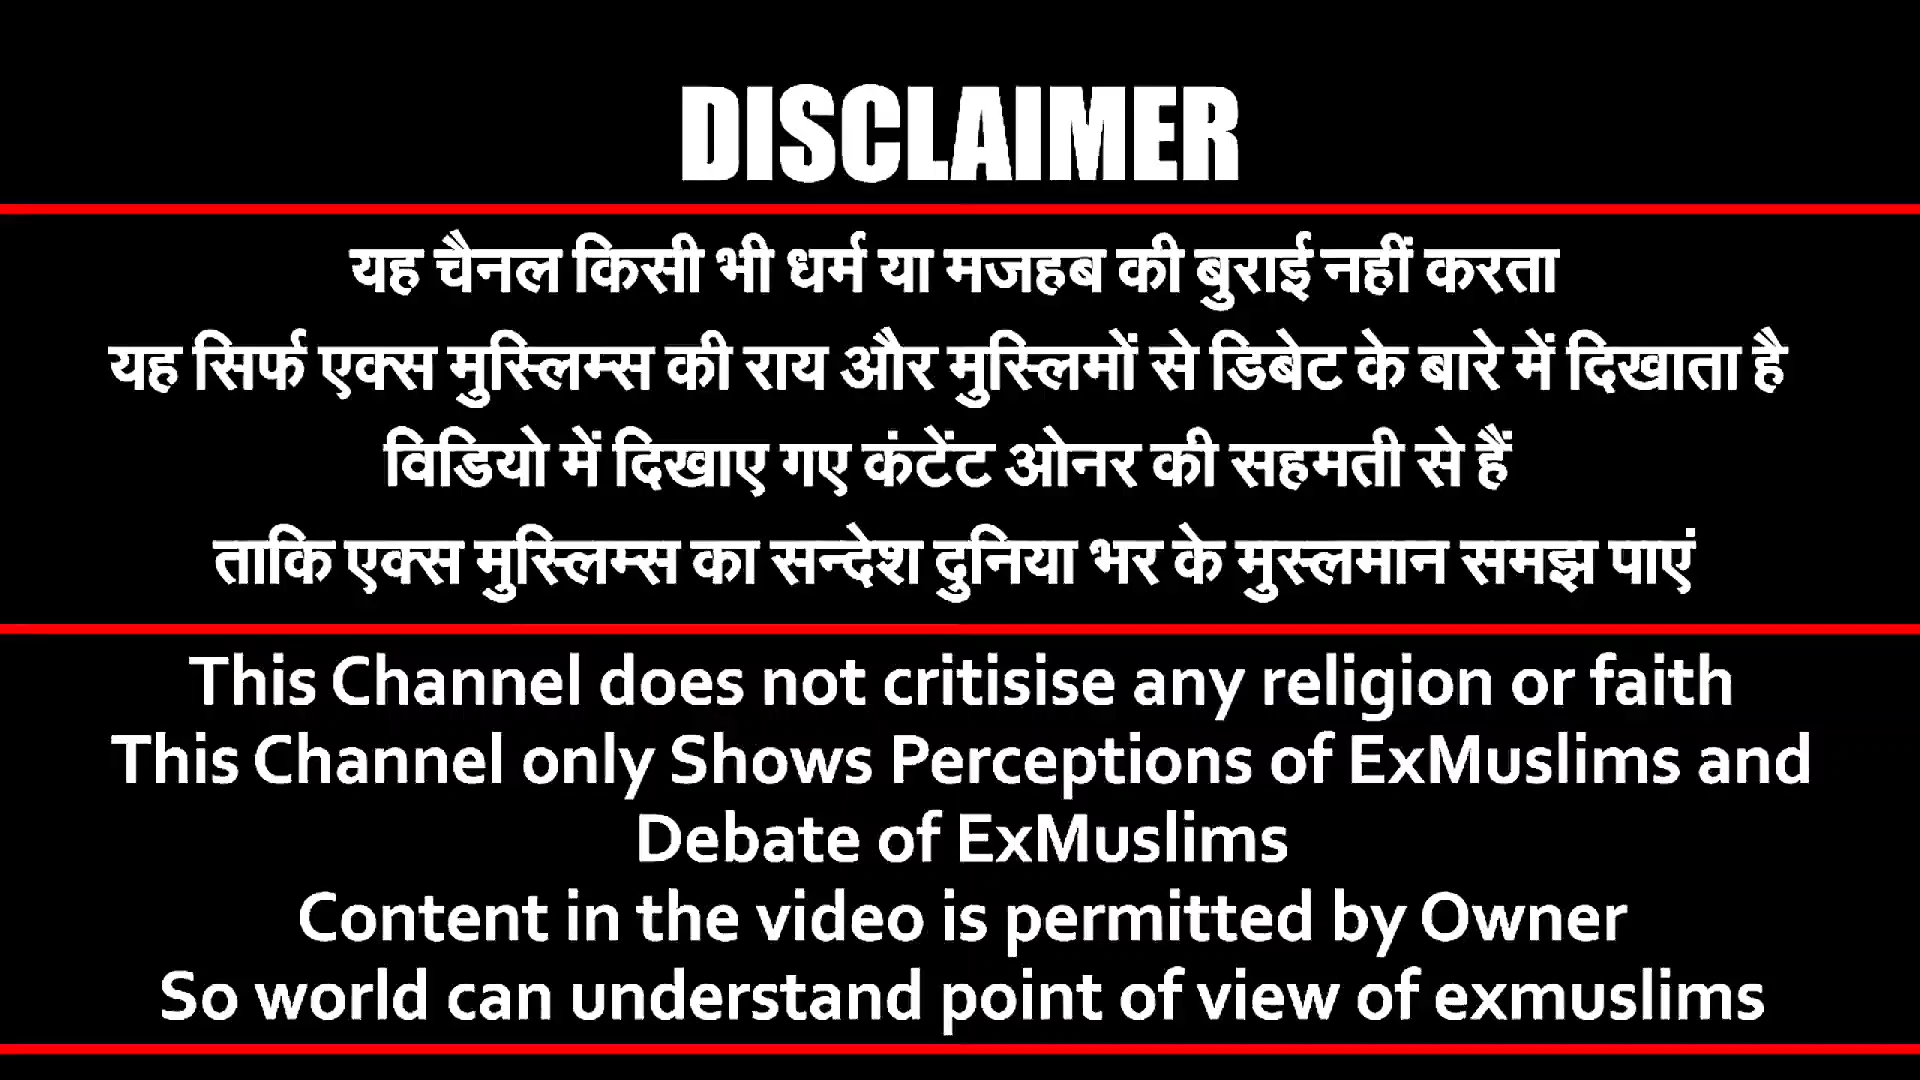 DISCLAIMER
यह चैनल किसी भी धर्म या मजहब की बुराई नहीं करता
यह सिर्फ एक्स मुस्लिम्स की राय और मुस्लिमों से डिबेट के बारे में दिखाता है
विडियो में दिखाए गए कंटेंट ओनर की सहमती से हैं
ताकि एक्स मुस्लिम्स का सन्देश दुनिया भर के मुस्लमान समझ पाएं
This Channel does not critisise any religion or faith
This Channel only Shows Perceptions of ExMuslims and
Debate of ExMuslims
Content in the video is permitted by Owner
So world can understand point of view of exmuslims